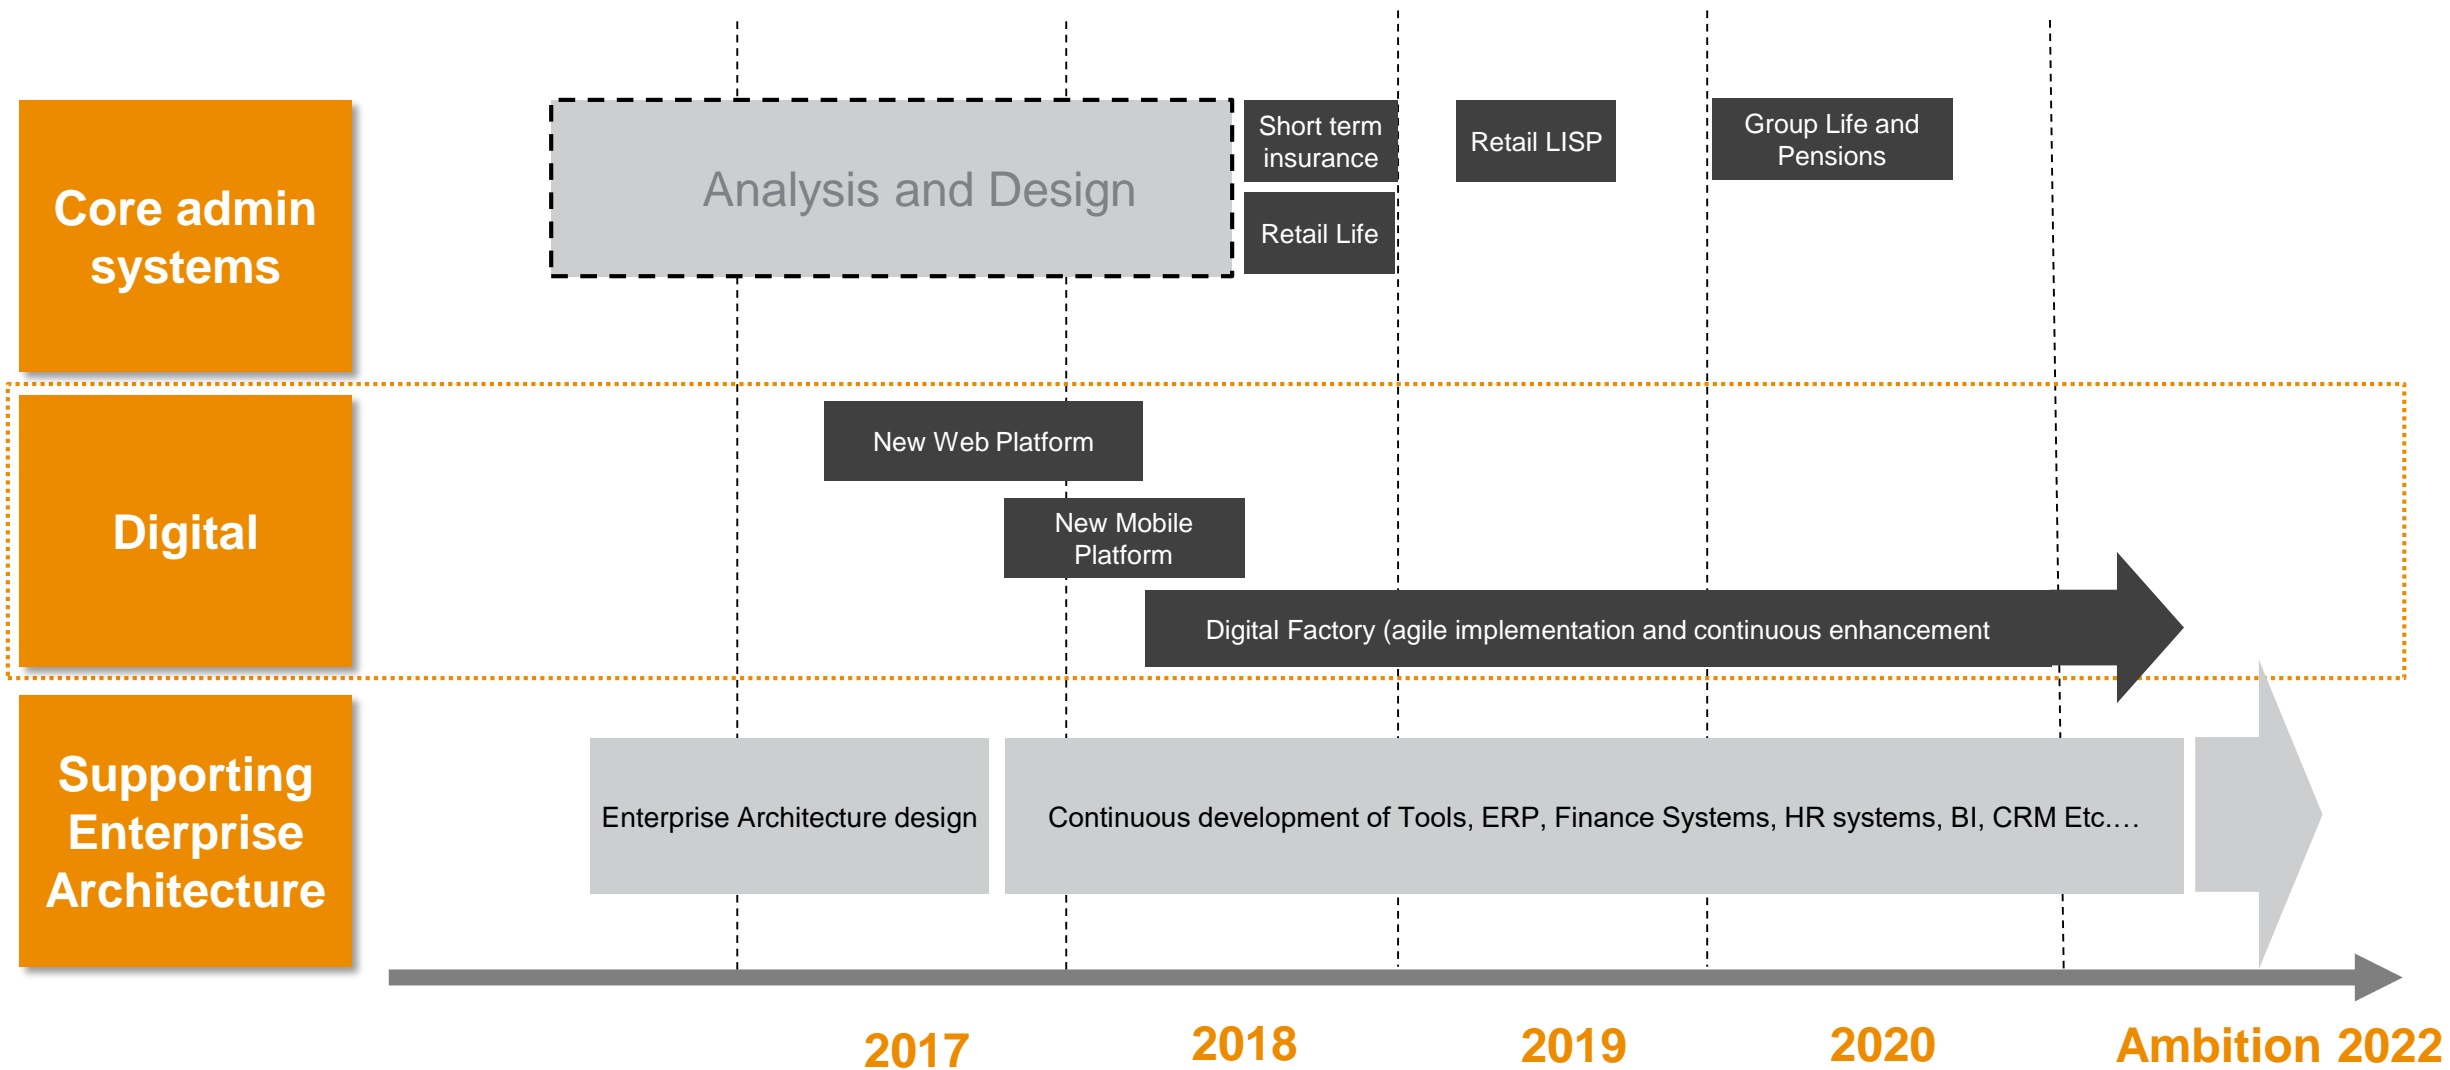 Core admin
systems
Analysis and Design
Short term
insurance
Retail Life
Retail LISP
Group Life and
Pensions
Digital
New Web Platform
New Mobile
Platform
Digital Factory (agile implementation and continuous enhancement
Supporting
Enterprise
Architecture
Enterprise Architecture design
Continuous development of Tools, ERP, Finance Systems, HR systems, BI, CRM Etc.…
2017
2018
2019
2020
Ambition 2022